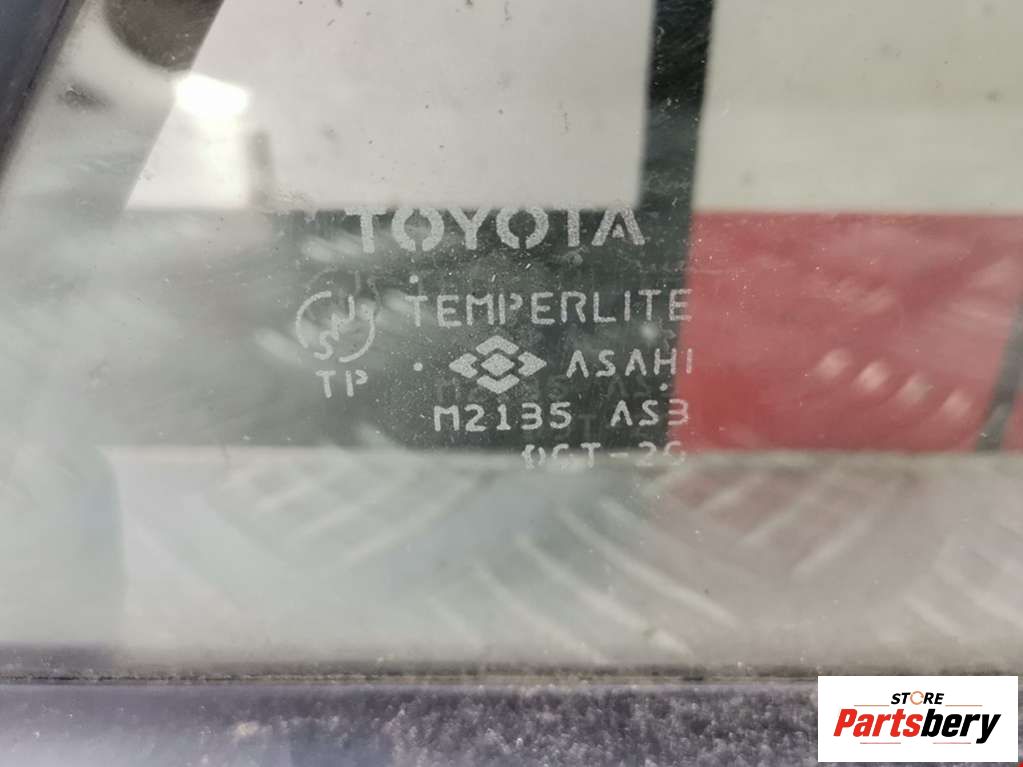 TOYOTA
TEMPERLITE
ASAHI
TP
M2135 AS3
STORE
Partsbery